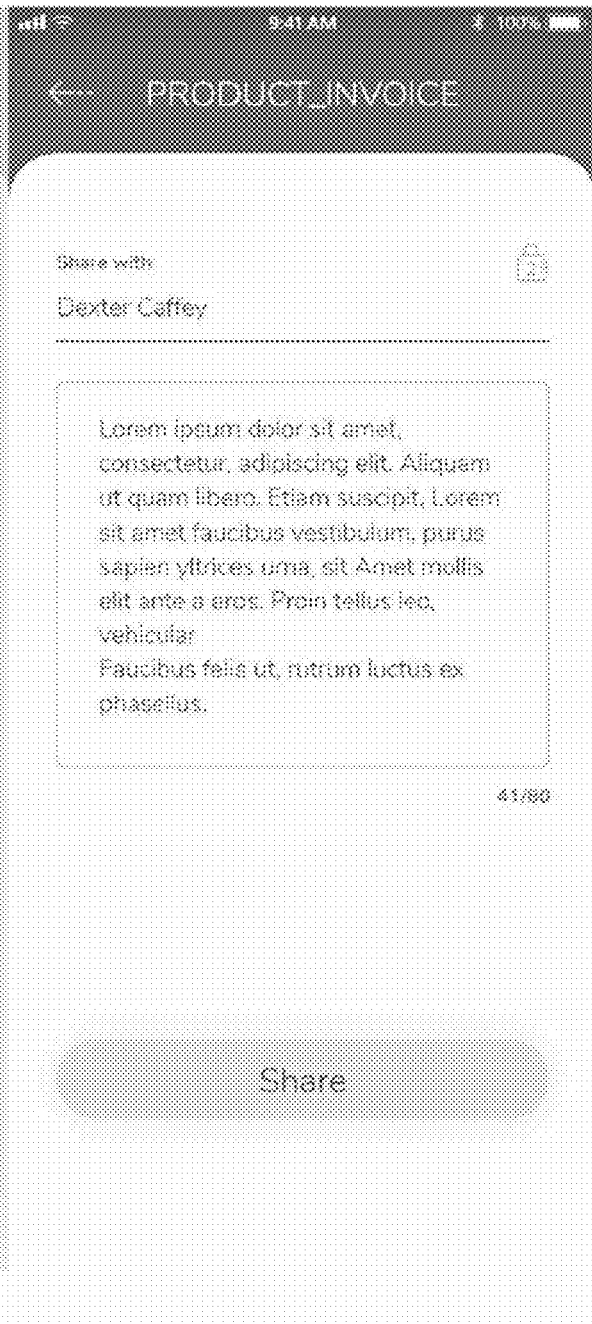 9:41 AM 100%
PRODUCT_INVOICE
Share with
Dexter Caffey
Lorem ipsum dolor sit amet,
consectetur, adipiscing elit. Aliquam
ut quam libero. Etiam suscipit, Lorem
sit amet faucibus vestibulum, purus
sapien yltrices urna, sit Amet mollis
elit ante a eros. Proin tellus leo,
vehicular
Faucibus felis ut, rutrum luctus ex
phasellus.
41/80
Share